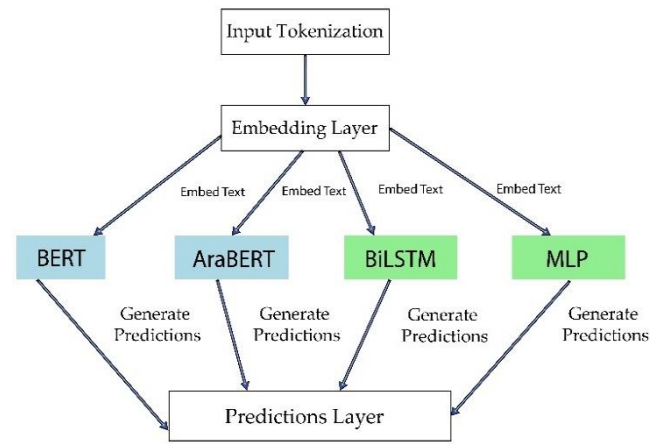 Input Tokenization
Embedding Layer
Embed Text
Embed Text
Embed Text
Embed Text
BERT
AraBERT
BiLSTM
MLP
Generate
Predictions
Generate
Predictions
Generate
Predictions
Generate
Predictions
Predictions Layer